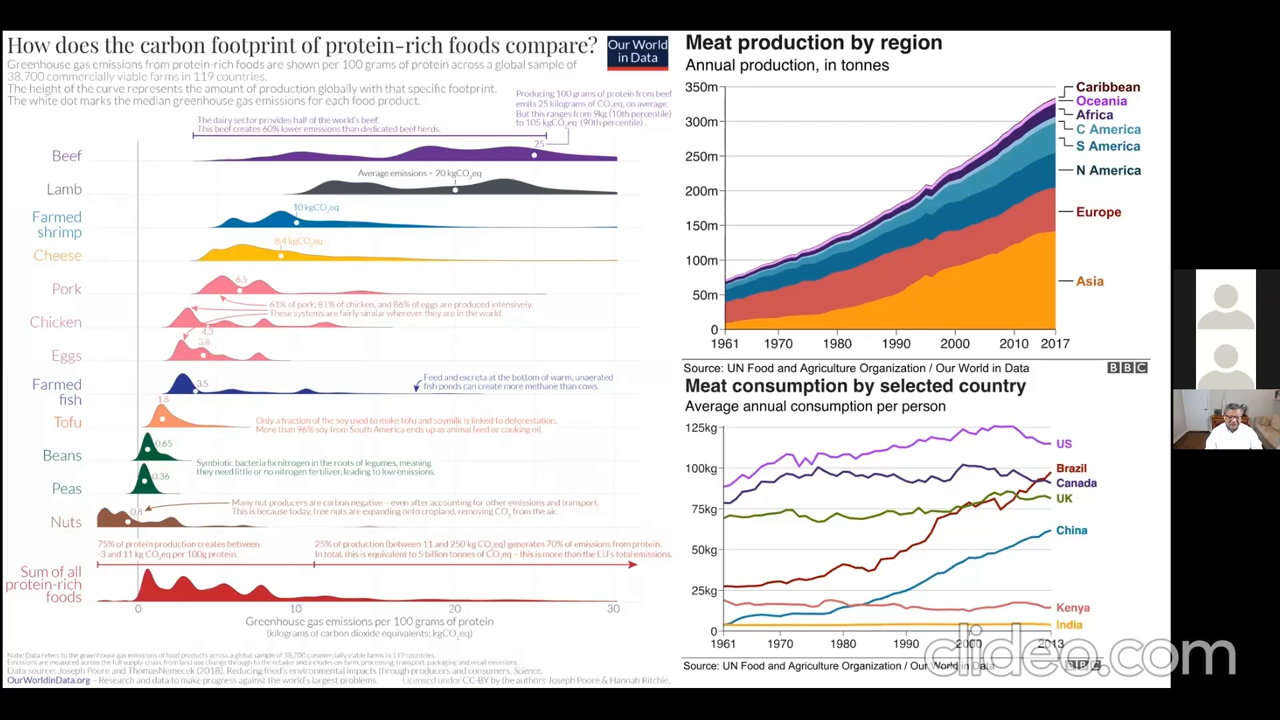 How does the carbon footprint of protein-rich foods compare?
Our World
in Data
Greenhouse gas emissions from protein-rich foods are shown per 100 grams of protein across a global sample of
38,700 commercially viable farms in 119 countries.
The height of the curve represents the amount of production globally with that specific footprint.
The white dot marks the median greenhouse gas emissions for each food product.
Producing 100 grams of protein from beef
emits 25 kilograms of CO₂eq, on average.
But this ranges from 9kg (10th percentile)
to 105 kgCO₂eq (90th percentile).
The dairy sector provides half of the world's beef.
This beef creates 60% lower emissions than dedicated beef herds.
25
Beef
Average emissions = 20 kgCO₂eq
Lamb
10 kgCO₂eq
Farmed
shrimp
8.4 kgCO₂eq
Cheese
6.5
Pork
61% of pork, 81% of chicken, and 86% of eggs are produced intensively.
These systems are fairly similar wherever they are in the world.
Chicken
4.3
3.8
Eggs
Farmed
fish
3.5
Feed and excreta at the bottom of warm, unaerated
fish ponds can create more methane than cows.
1.6
Tofu
Only a fraction of the soy used to make tofu and soymilk is linked to deforestation.
More than 96% soy from South America ends up as animal feed or cooking oil.
0.65
Beans
Symbiotic bacteria fix nitrogen in the roots of legumes, meaning
they need little or no nitrogen fertilizer, leading to low emissions.
0.36
Peas
Many nut producers are carbon negative – even after accounting for other emissions and transport.
This is because today, tree nuts are expanding onto cropland, removing CO₂ from the air.
Nuts
75% of protein production creates between
-3 and 11 kg CO₂eq per 100g protein.
25% of production (between 11 and 250 kg CO₂eq) generates 70% of emissions from protein.
In total, this is equivalent to 5 billion tonnes of CO₂eq – this is more than the EU's total emissions.
Sum of all
protein-rich
foods
0
10
20
30
Greenhouse gas emissions per 100 grams of protein
(kilograms of carbon dioxide equivalents; kgCO₂eq)
Note: Data refers to the greenhouse gas emissions of food products across a global sample of 38,700 commercially viable farms in 119 countries.
Emissions are measured across the full supply-chain, from land use change through to the retailer and includes on farm, processing, transport, packaging and retail emissions.
Data source: Joseph Poore and Thomas Nemecek (2018). Reducing food's environmental impacts through producers and consumers. Science.
OurWorldinData.org – Research and data to make progress against the world's largest problems.
Licensed under CC-BY by the authors Joseph Poore & Hannah Ritchie.
Meat production by region
Annual production, in tonnes
350m
300m
250m
200m
150m
100m
50m
0
Caribbean
Oceania
Africa
C America
S America
N America
Europe
Asia
1961
1970
1980
1990
2000
2010
2017
Source: UN Food and Agriculture Organization / Our World in Data
BBC
Meat consumption by selected country
Average annual consumption per person
125kg
100kg
75kg
50kg
25kg
0
US
Brazil
Canada
UK
China
Kenya
India
1961
1970
1980
1990
2000
2013
Source: UN Food and Agriculture Organization / Our World in Data
BBC
clideo.com